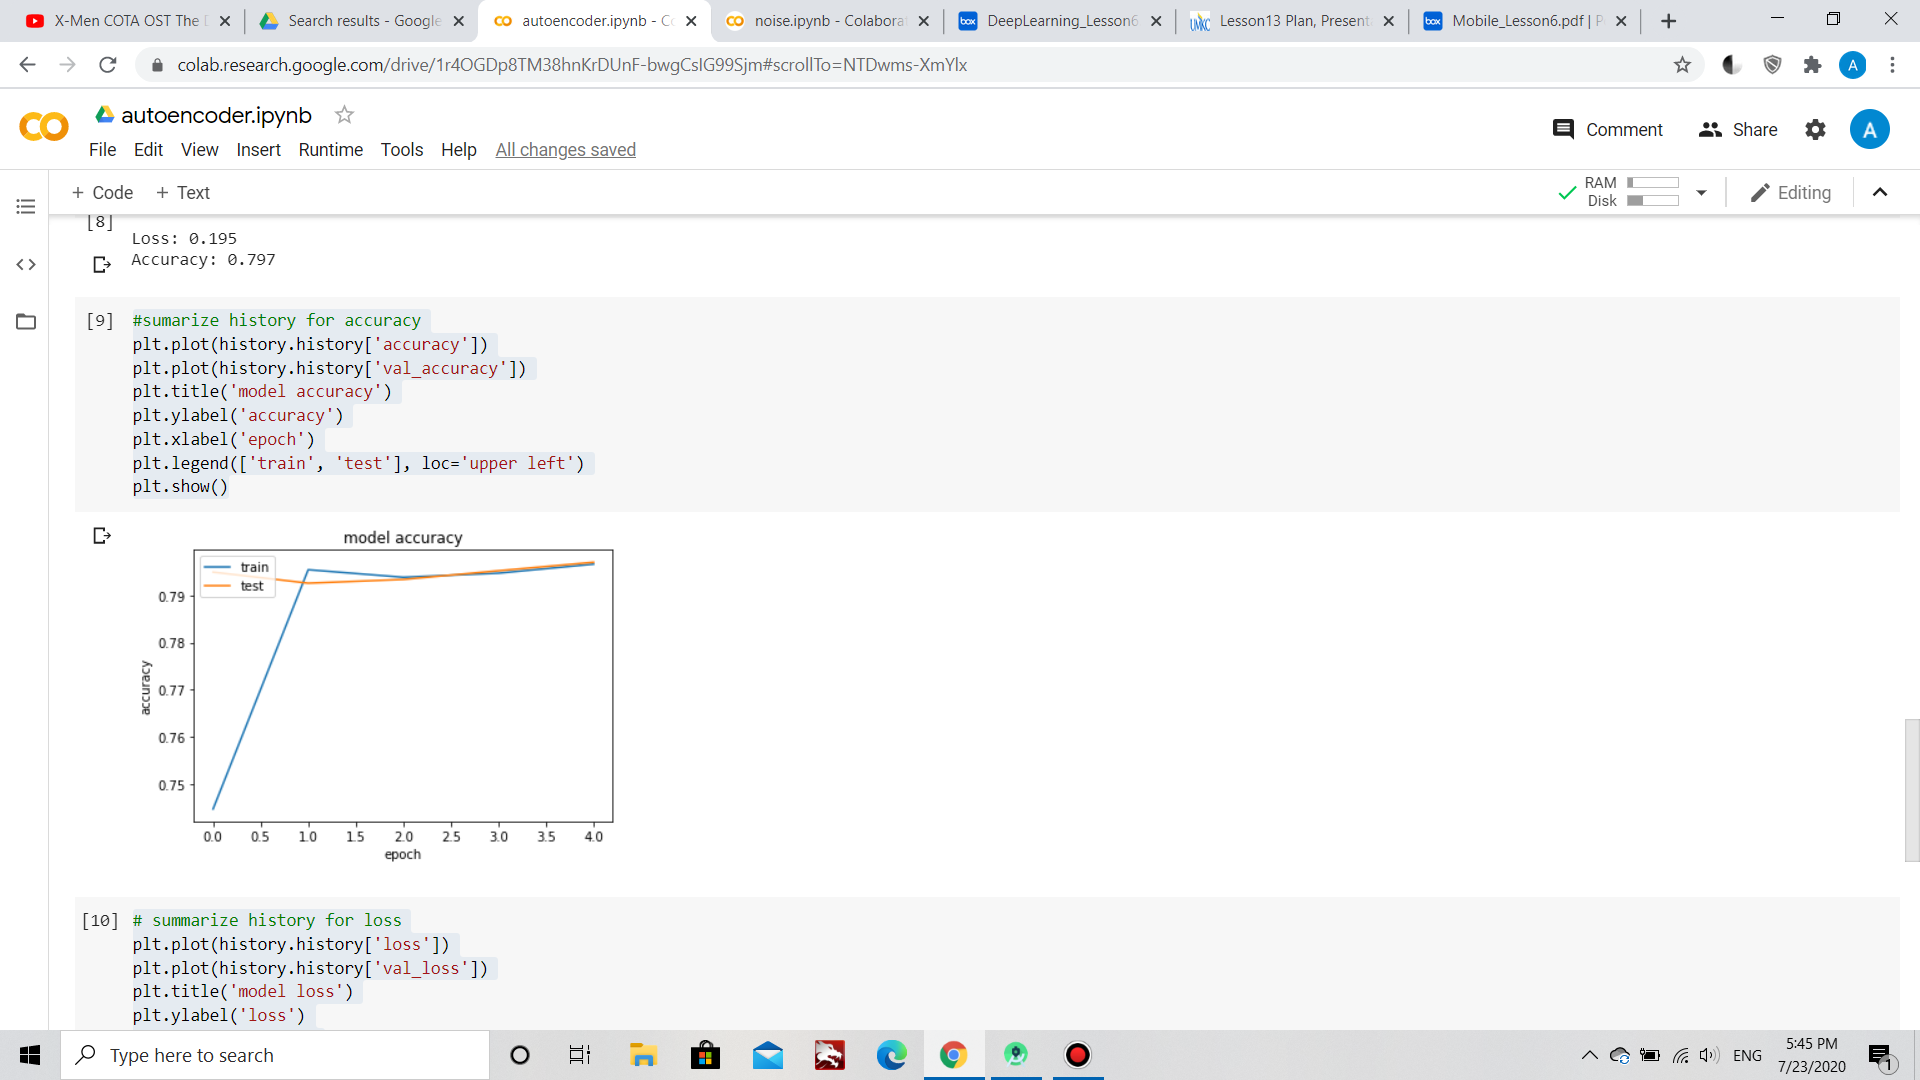 X-Men COTA OST The
Search results - Google
autoencoder.ipynb - Co
noise.ipynb - Colaborat
DeepLearning_Lesson6
Lesson13 Plan, Present
Mobile_Lesson6.pdf | P
colab.research.google.com/drive/1r4OGDp8TM38hnKrDUnF-bwgCslG99Sjm#scrollTo=NTDwms-XmYlx
A
autoencoder.ipynb
Comment
Share
A
File Edit View Insert Runtime Tools Help All changes saved
+ Code + Text
RAM
Disk
Editing
[8]
Loss: 0.195
Accuracy: 0.797
[9] #sumarize history for accuracy
plt.plot(history.history['accuracy'])
plt.plot(history.history['val_accuracy'])
plt.title('model accuracy')
plt.ylabel('accuracy')
plt.xlabel('epoch')
plt.legend(['train', 'test'], loc='upper left')
plt.show()
model accuracy
train
test
0.79
0.78
0.77
0.76
0.75
accuracy
0.0 0.5 1.0 1.5 2.0 2.5 3.0 3.5 4.0
epoch
[10] # summarize history for loss
plt.plot(history.history['loss'])
plt.plot(history.history['val_loss'])
plt.title('model loss')
plt.ylabel('loss')
Type here to search
ENG
5:45 PM
7/23/2020
1